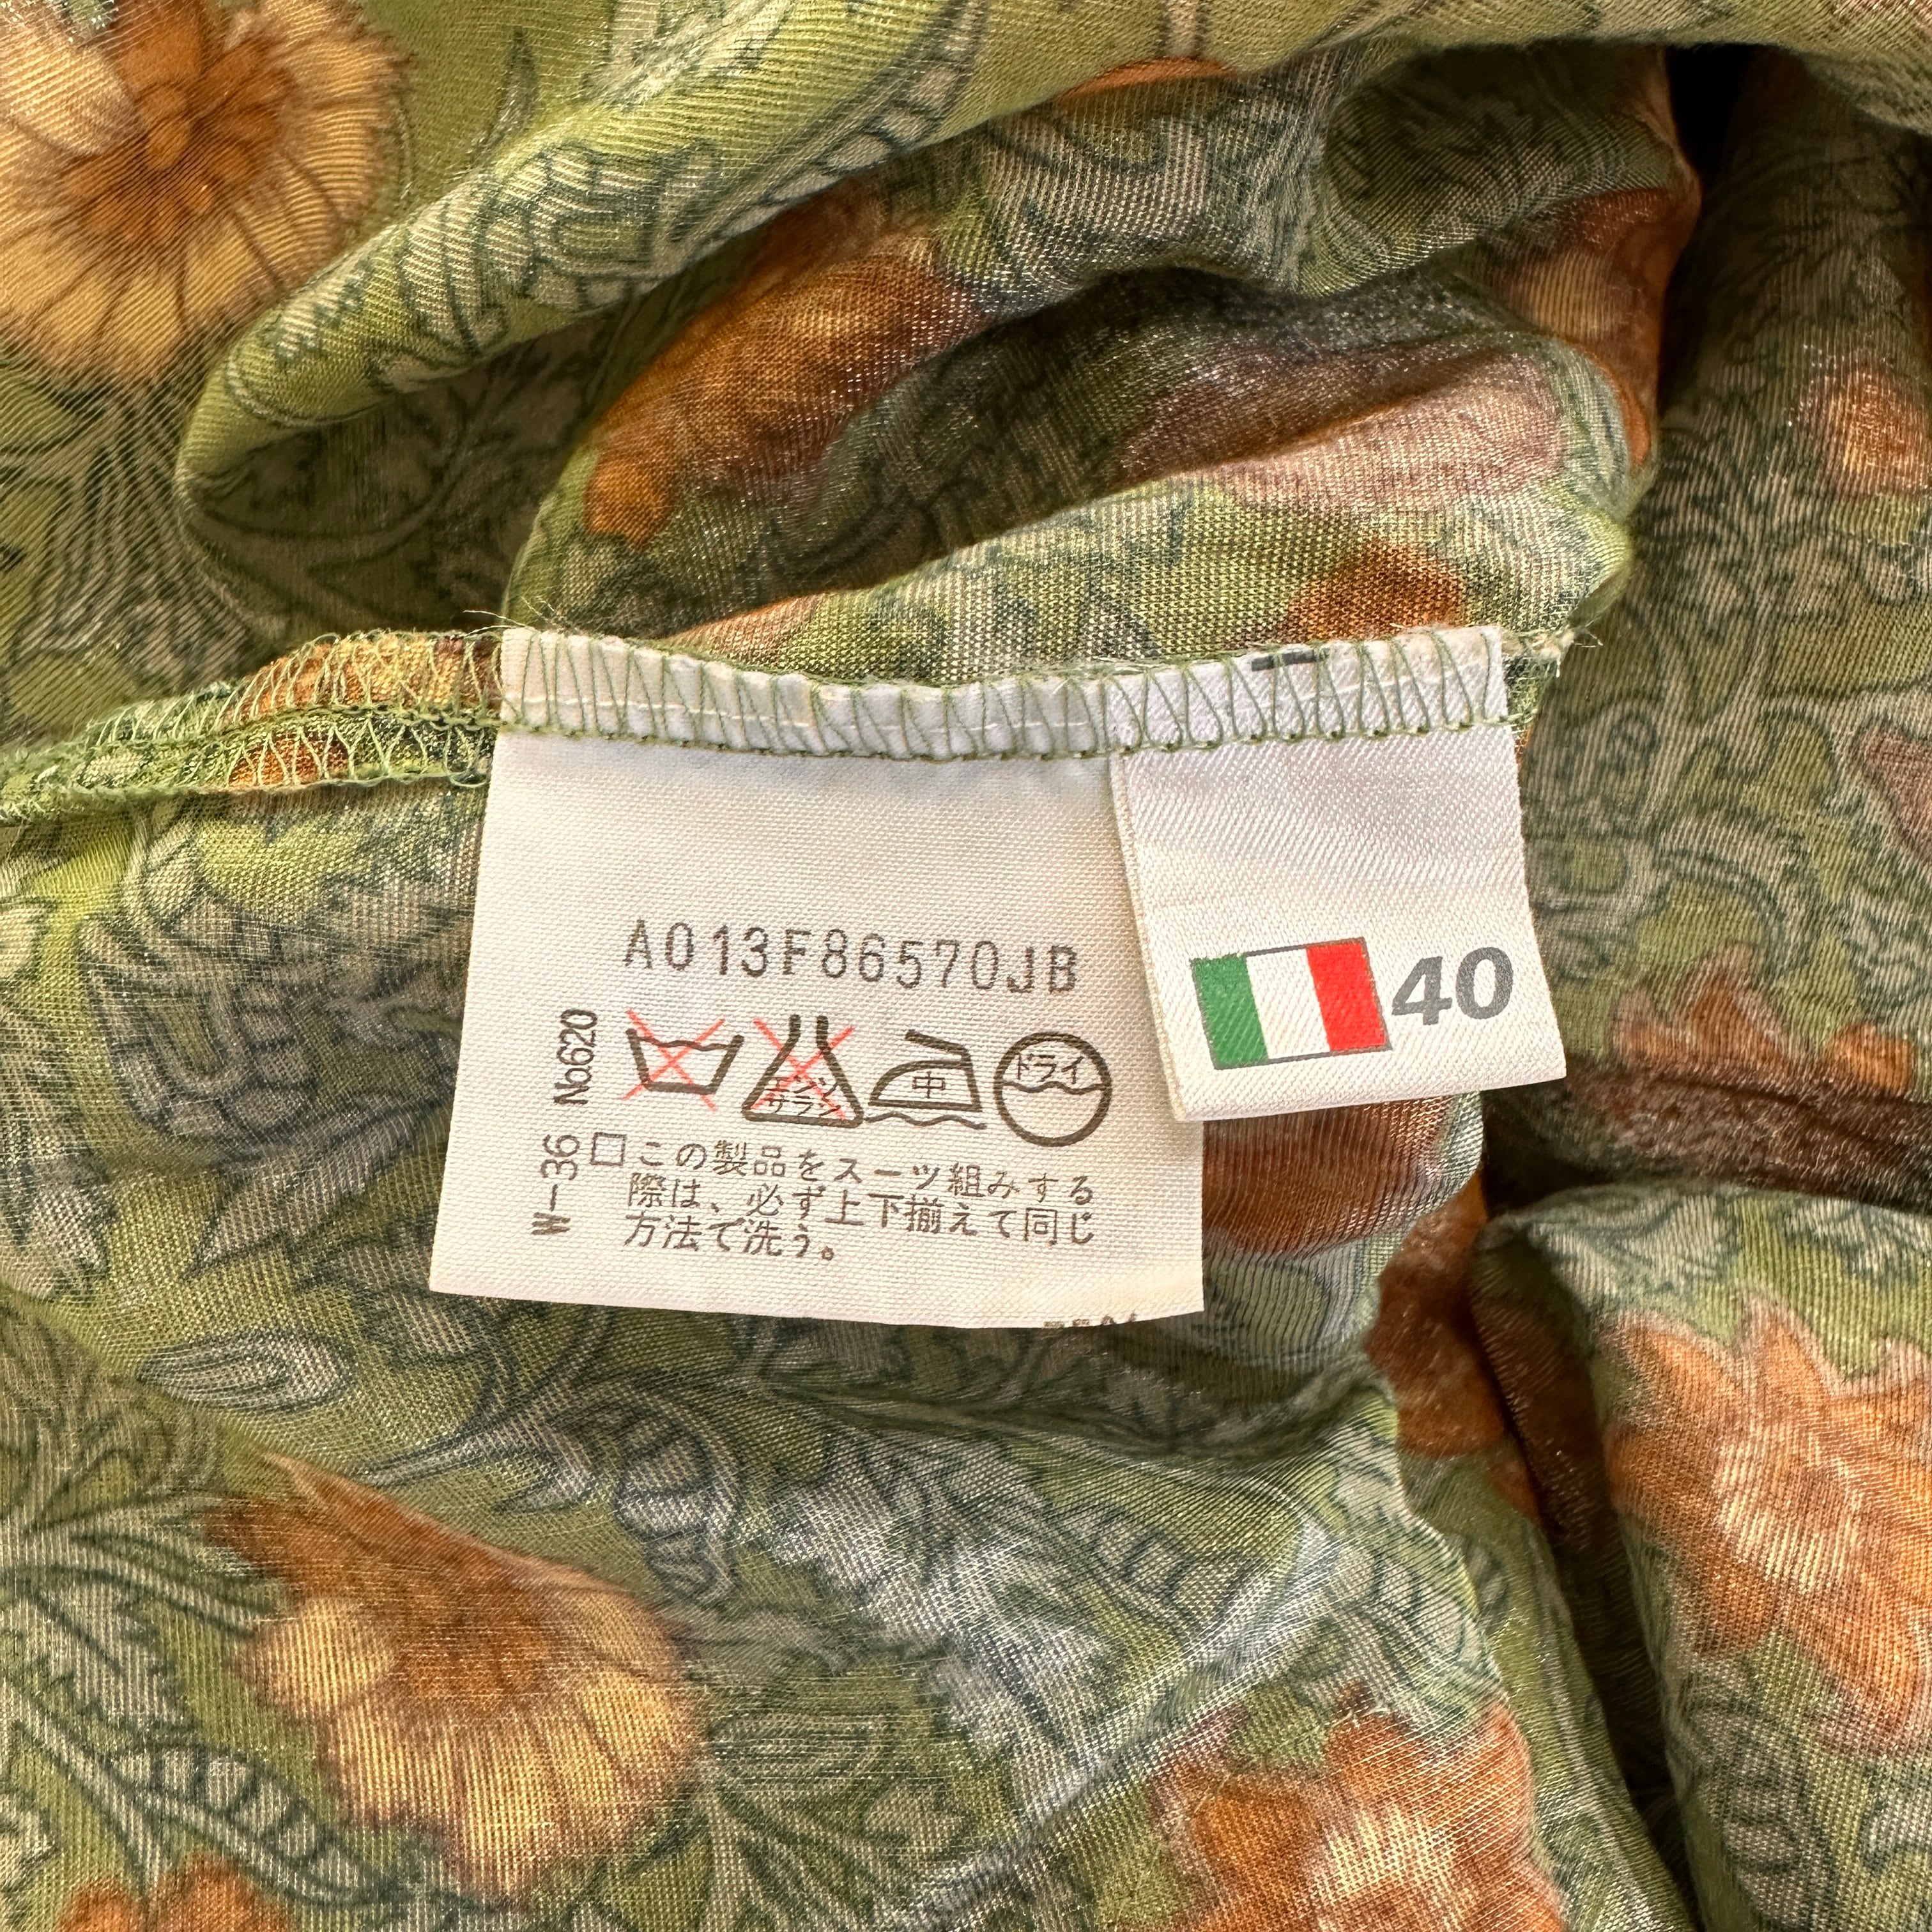 A013F86570JB
40
No620
エンソ
サラシ
中
ドライ
W-36
□この製品をスーツ組みする
際は、必ず上下揃えて同じ
方法で洗う。